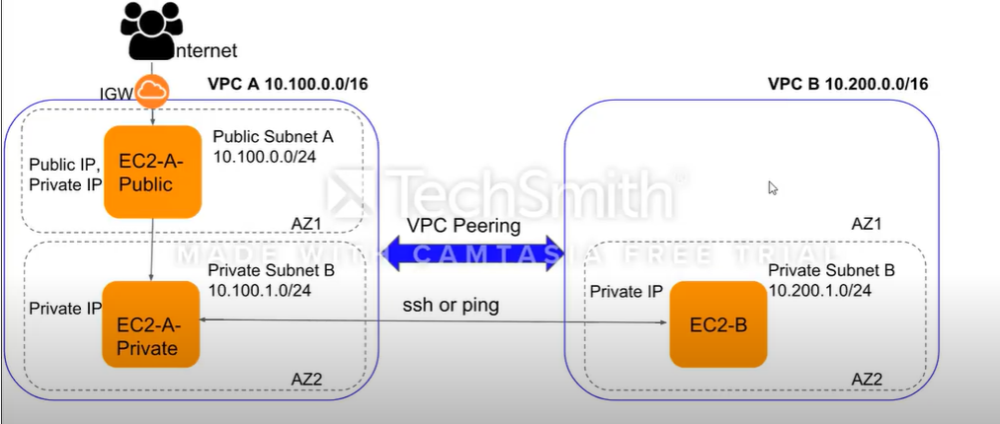 Internet
IGW
VPC A 10.100.0.0/16
VPC B 10.200.0.0/16
Public Subnet A
10.100.0.0/24
Public IP,
Private IP
EC2-A-
Public
AZ1
TechSmith®
MADE WITH CAMTASIA FREE TRIAL
VPC Peering
AZ1
Private Subnet B
10.100.1.0/24
Private IP
EC2-A-
Private
AZ2
ssh or ping
Private Subnet B
10.200.1.0/24
Private IP
EC2-B
AZ2